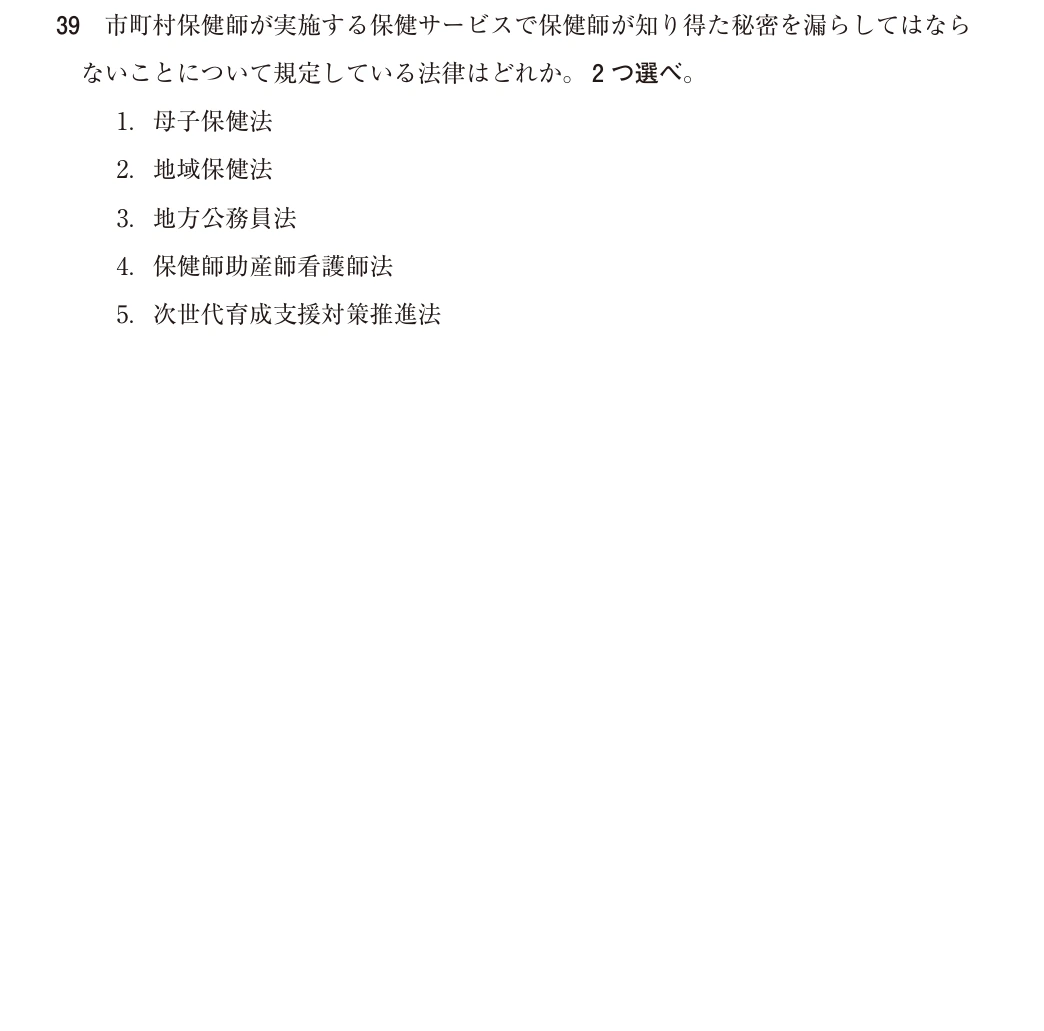 39　市町村保健師が実施する保健サービスで保健師が知り得た秘密を漏らしてはなら
ないことについて規定している法律はどれか。2つ選べ。
1. 母子保健法
2. 地域保健法
3. 地方公務員法
4. 保健師助産師看護師法
5. 次世代育成支援対策推進法